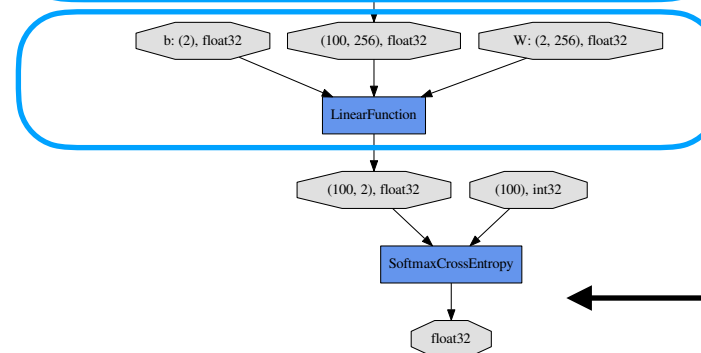 b: (2), float32
(100, 256), float32
W: (2, 256), float32
LinearFunction
(100, 2), float32
(100), int32
SoftmaxCrossEntropy
float32